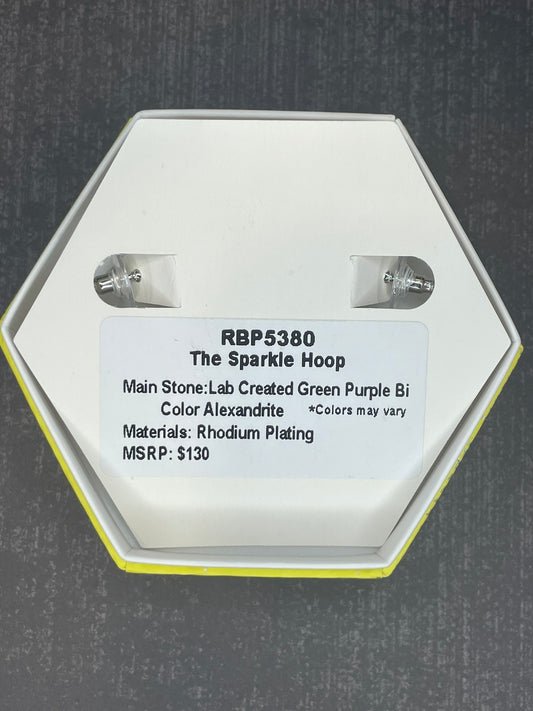 RBP5380
The Sparkle Hoop
Main Stone:Lab Created Green Purple Bi
Color Alexandrite *Colors may vary
Materials: Rhodium Plating
MSRP: $130